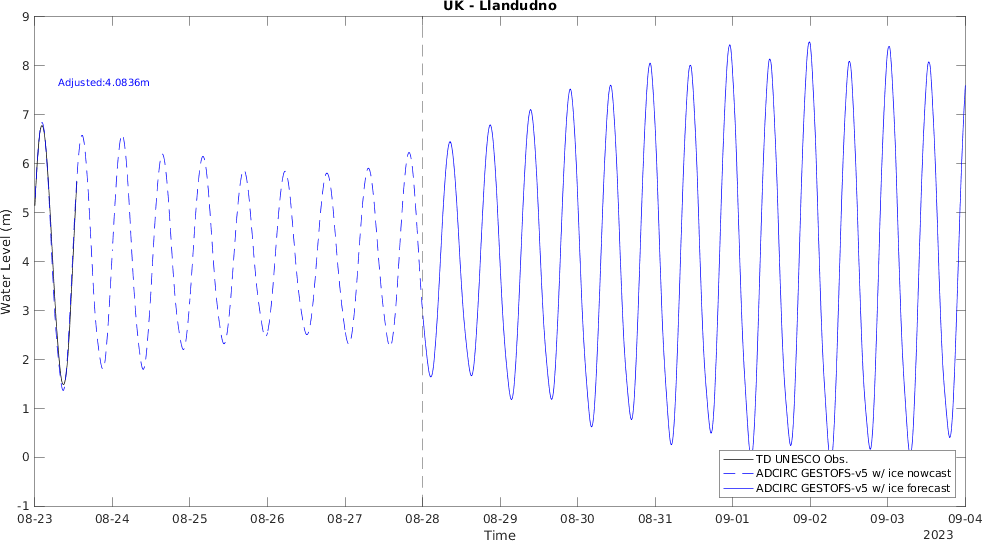 UK - Llandudno
9
8
7
6
5
4
3
2
1
0
-1
Water Level (m)
Adjusted:4.0836m
TD UNESCO Obs.
ADCIRC GESTOFS-v5 w/ ice nowcast
ADCIRC GESTOFS-v5 w/ ice forecast
08-23 08-24 08-25 08-26 08-27 08-28 08-29 08-30 08-31 09-01 09-02 09-03 09-04
Time
2023